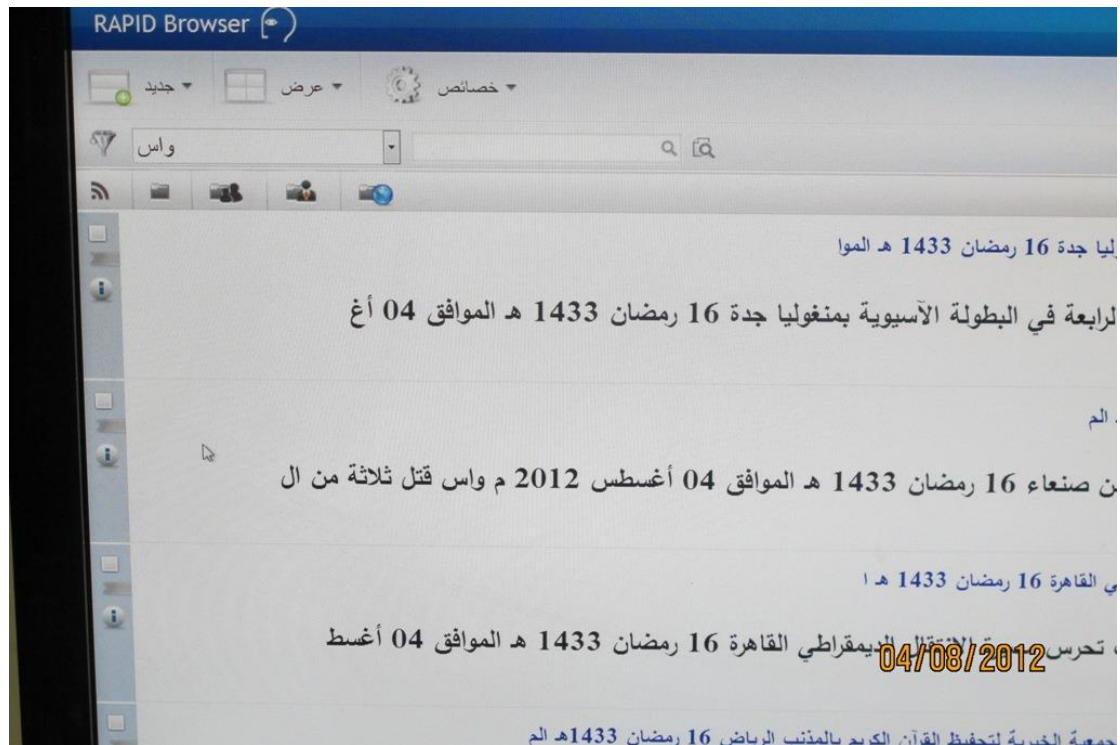 RAPID Browser
جديد عرض خصائص
واس
جدة 16 رمضان 1433 هـ الموا
الرابعة في البطولة الآسيوية بمنغوليا جدة 16 رمضان 1433 هـ الموافق 04 أغ
الم
صنعاء 16 رمضان 1433 هـ الموافق 04 أغسطس 2012 م واس قتل ثلاثة من ال
القاهرة 16 رمضان 1433 هـ ا
تحرس الانتقال الديمقراطي القاهرة 16 رمضان 1433 هـ الموافق 04 أغسط
04/08/2012
الخيرية لتحفيظ القرآن الكريم بالمذنب الرياض 16 رمضان 1433هـ الم